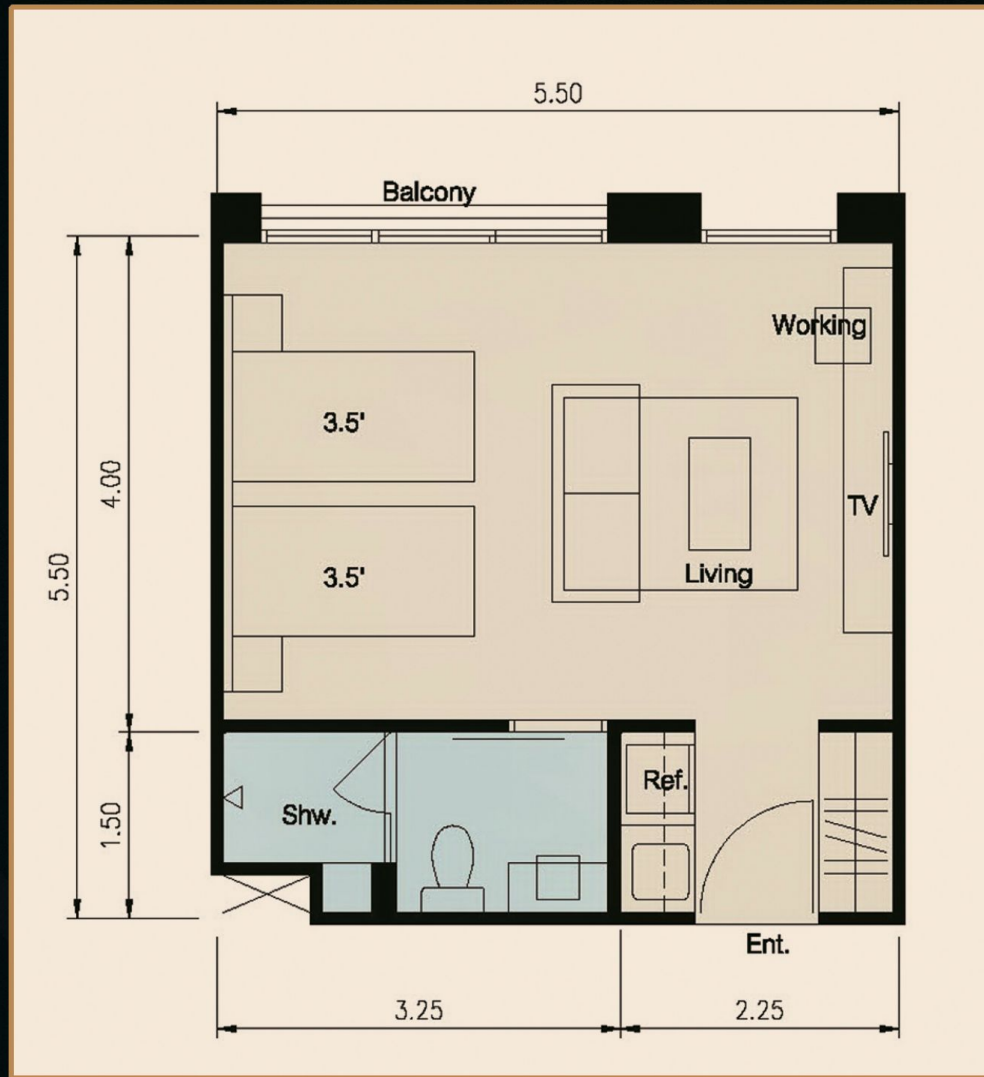 5.50
Balcony
Working
3.5'
4.00
TV
5.50
3.5'
Living
Ref.
1.50
Shw.
Ent.
3.25
2.25